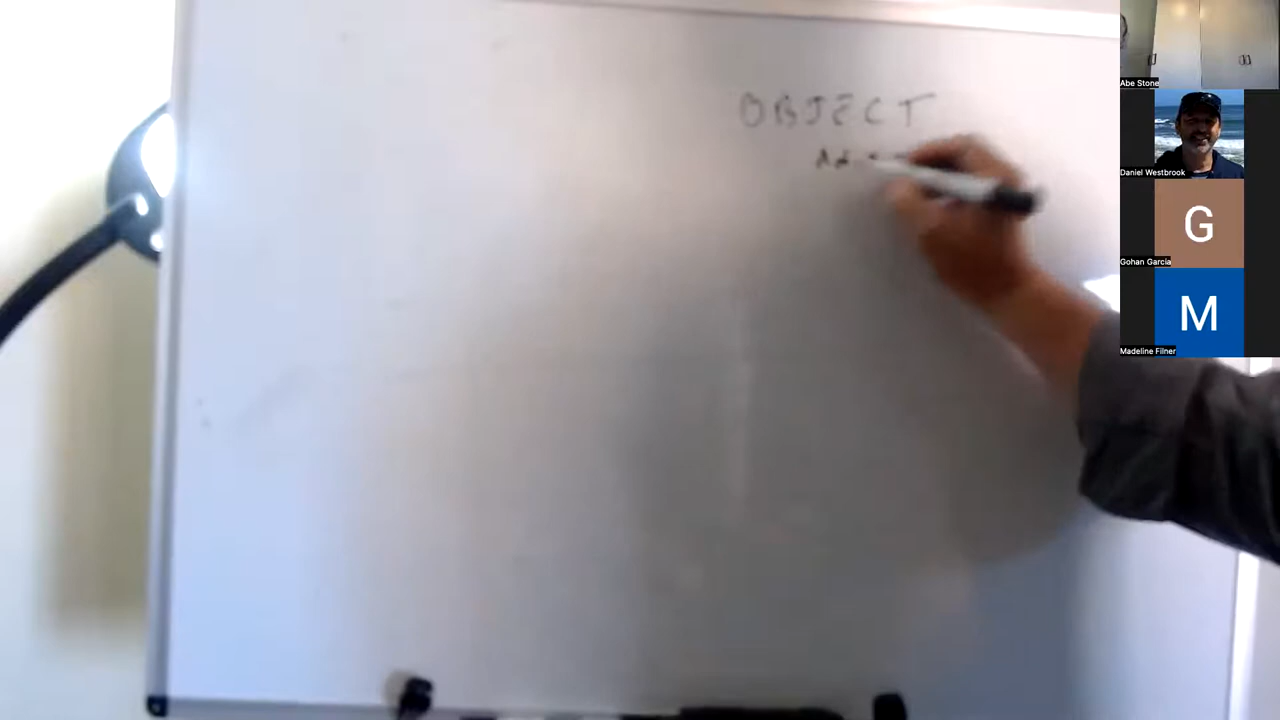 OBJECT
Abe Stone
Daniel Westbrook
G
Gohan Garcia
M
Madeline Filner